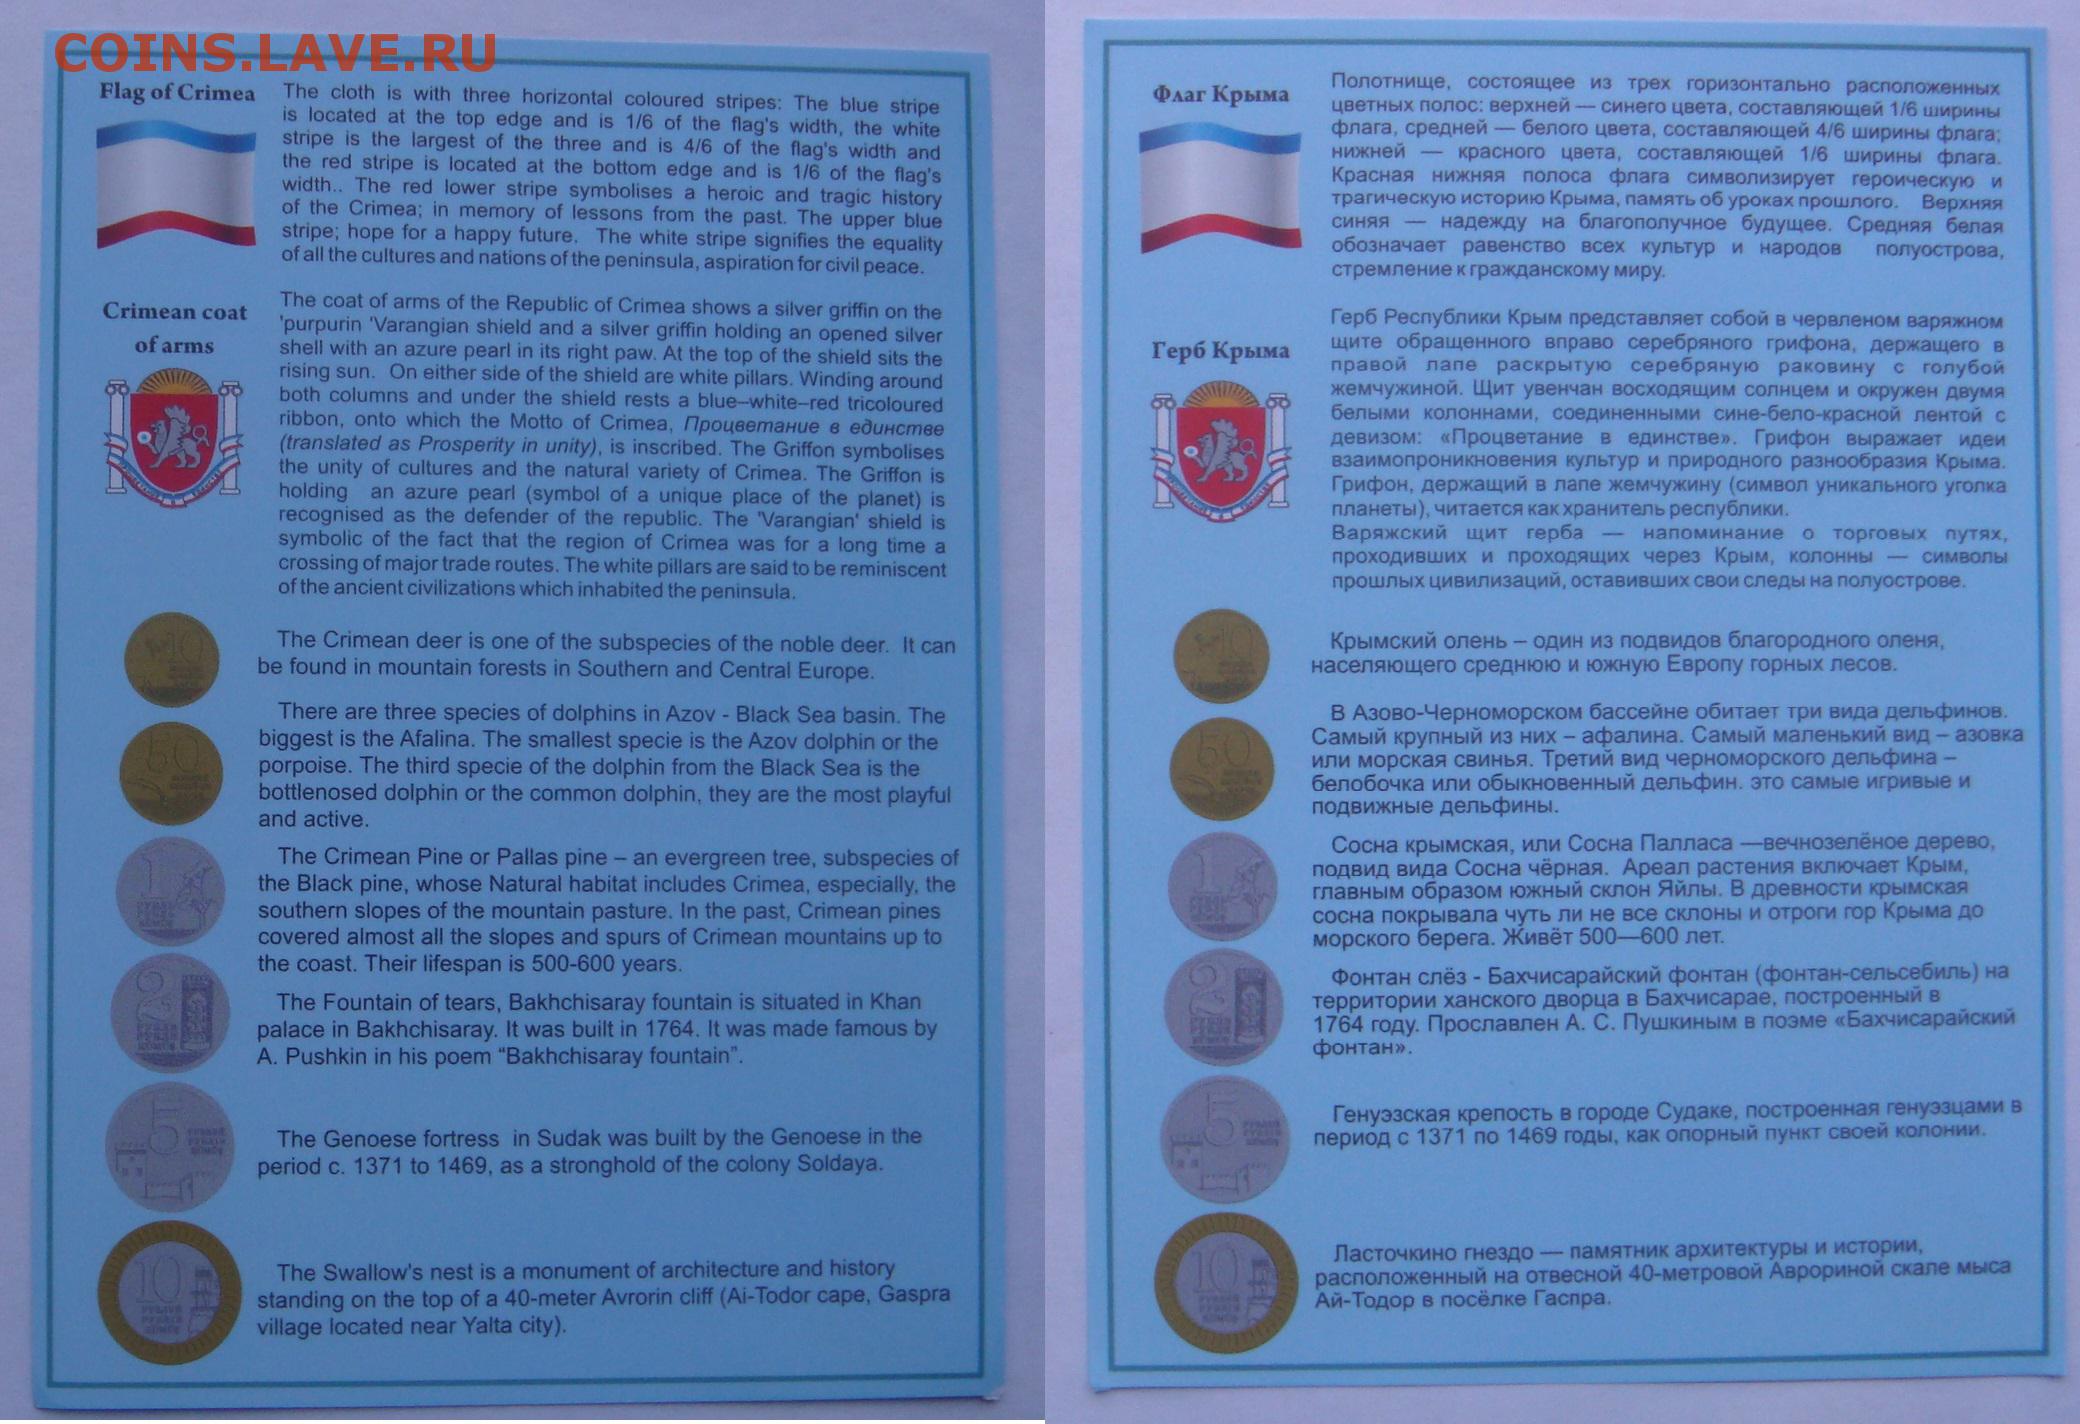 COINS.LAVE.RU
Flag of Crimea
The cloth is with three horizontal coloured stripes: The blue stripe
is located at the top edge and is 1/6 of the flag's width, the white
stripe is the largest of the three and is 4/6 of the flag's width and
the red stripe is located at the bottom edge and is 1/6 of the flag's
width.. The red lower stripe symbolises a heroic and tragic history
of the Crimea; in memory of lessons from the past. The upper blue
stripe; hope for a happy future. The white stripe signifies the equality
of all the cultures and nations of the peninsula, aspiration for civil peace.
Crimean coat
of arms
The coat of arms of the Republic of Crimea shows a silver griffin on the
'purpurin 'Varangian shield and a silver griffin holding an opened silver
shell with an azure pearl in its right paw. At the top of the shield sits the
rising sun. On either side of the shield are white pillars. Winding around
both columns and under the shield rests a blue–white–red tricoloured
ribbon, onto which the Motto of Crimea, Процветание в единстве
(translated as Prosperity in unity), is inscribed. The Griffon symbolises
the unity of cultures and the natural variety of Crimea. The Griffon is
holding an azure pearl (symbol of a unique place of the planet) is
recognised as the defender of the republic. The 'Varangian' shield is
symbolic of the fact that the region of Crimea was for a long time a
crossing of major trade routes. The white pillars are said to be reminiscent
of the ancient civilizations which inhabited the peninsula.
10
The Crimean deer is one of the subspecies of the noble deer. It can
be found in mountain forests in Southern and Central Europe.
50
There are three species of dolphins in Azov - Black Sea basin. The
biggest is the Afalina. The smallest specie is the Azov dolphin or the
porpoise. The third specie of the dolphin from the Black Sea is the
bottlenosed dolphin or the common dolphin, they are the most playful
and active.
1
The Crimean Pine or Pallas pine – an evergreen tree, subspecies of
the Black pine, whose Natural habitat includes Crimea, especially, the
southern slopes of the mountain pasture. In the past, Crimean pines
covered almost all the slopes and spurs of Crimean mountains up to
the coast. Their lifespan is 500-600 years.
2
The Fountain of tears, Bakhchisaray fountain is situated in Khan
palace in Bakhchisaray. It was built in 1764. It was made famous by
A. Pushkin in his poem “Bakhchisaray fountain”.
5
The Genoese fortress in Sudak was built by the Genoese in the
period c. 1371 to 1469, as a stronghold of the colony Soldaya.
10
The Swallow's nest is a monument of architecture and history
standing on the top of a 40-meter Avrorin cliff (Ai-Todor cape, Gaspra
village located near Yalta city).
Флаг Крыма
Полотнище, состоящее из трех горизонтально расположенных
цветных полос: верхней — синего цвета, составляющей 1/6 ширины
флага, средней — белого цвета, составляющей 4/6 ширины флага;
нижней — красного цвета, составляющей 1/6 ширины флага.
Красная нижняя полоса флага символизирует героическую и
трагическую историю Крыма, память об уроках прошлого. Верхняя
синяя — надежду на благополучное будущее. Средняя белая
обозначает равенство всех культур и народов полуострова,
стремление к гражданскому миру.
Герб Крыма
Герб Республики Крым представляет собой в червленом варяжном
щите обращенного вправо серебряного грифона, держащего в
правой лапе раскрытую серебряную раковину с голубой
жемчужиной. Щит увенчан восходящим солнцем и окружен двумя
белыми колоннами, соединенными сине-бело-красной лентой с
девизом: «Процветание в единстве». Грифон выражает идеи
взаимопроникновения культур и природного разнообразия Крыма.
Грифон, держащий в лапе жемчужину (символ уникального уголка
планеты), читается как хранитель республики.
Варяжский щит герба — напоминание о торговых путях,
проходивших и проходящих через Крым, колонны — символы
прошлых цивилизаций, оставивших свои следы на полуострове.
10
Крымский олень – один из подвидов благородного оленя,
населяющего среднюю и южную Европу горных лесов.
50
В Азово-Черноморском бассейне обитает три вида дельфинов.
Самый крупный из них – афалина. Самый маленький вид – азовка
или морская свинья. Третий вид черноморского дельфина –
белобочка или обыкновенный дельфин. это самые игривые и
подвижные дельфины.
1
Сосна крымская, или Сосна Палласа —вечнозелёное дерево,
подвид вида Сосна чёрная. Ареал растения включает Крым,
главным образом южный склон Яйлы. В древности крымская
сосна покрывала чуть ли не все склоны и отроги гор Крыма до
морского берега. Живёт 500—600 лет.
2
Фонтан слёз - Бахчисарайский фонтан (фонтан-сельсебиль) на
территории ханского дворца в Бахчисарае, построенный в
1764 году. Прославлен А. С. Пушкиным в поэме «Бахчисарайский
фонтан».
5
Генуэзская крепость в городе Судаке, построенная генуэзцами в
период с 1371 по 1469 годы, как опорный пункт своей колонии.
10
Ласточкино гнездо — памятник архитектуры и истории,
расположенный на отвесной 40-метровой Аврориной скале мыса
Ай-Тодор в посёлке Гаспра.